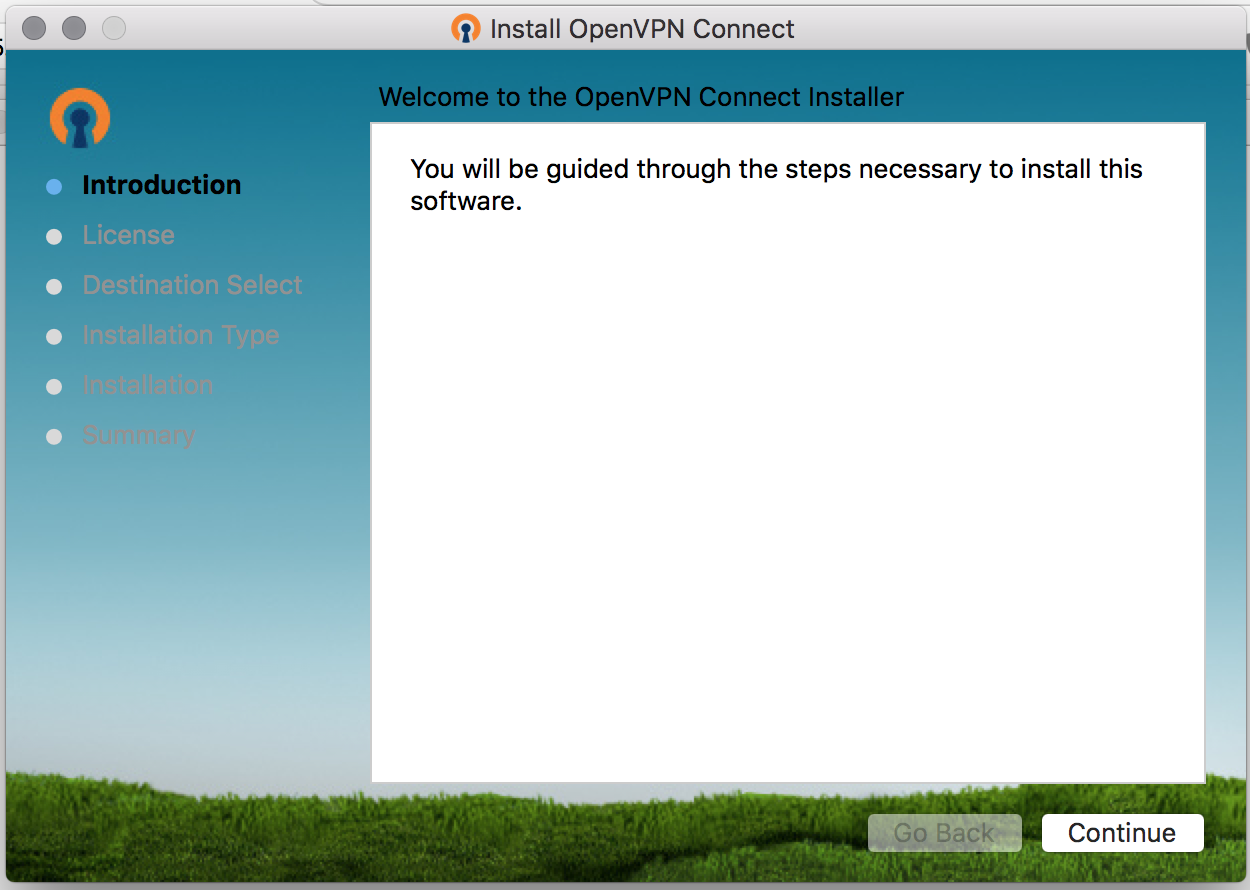 Install OpenVPN Connect
Welcome to the OpenVPN Connect Installer
Introduction
License
Destination Select
Installation Type
Installation
Summary
You will be guided through the steps necessary to install this
software.
Go Back
Continue